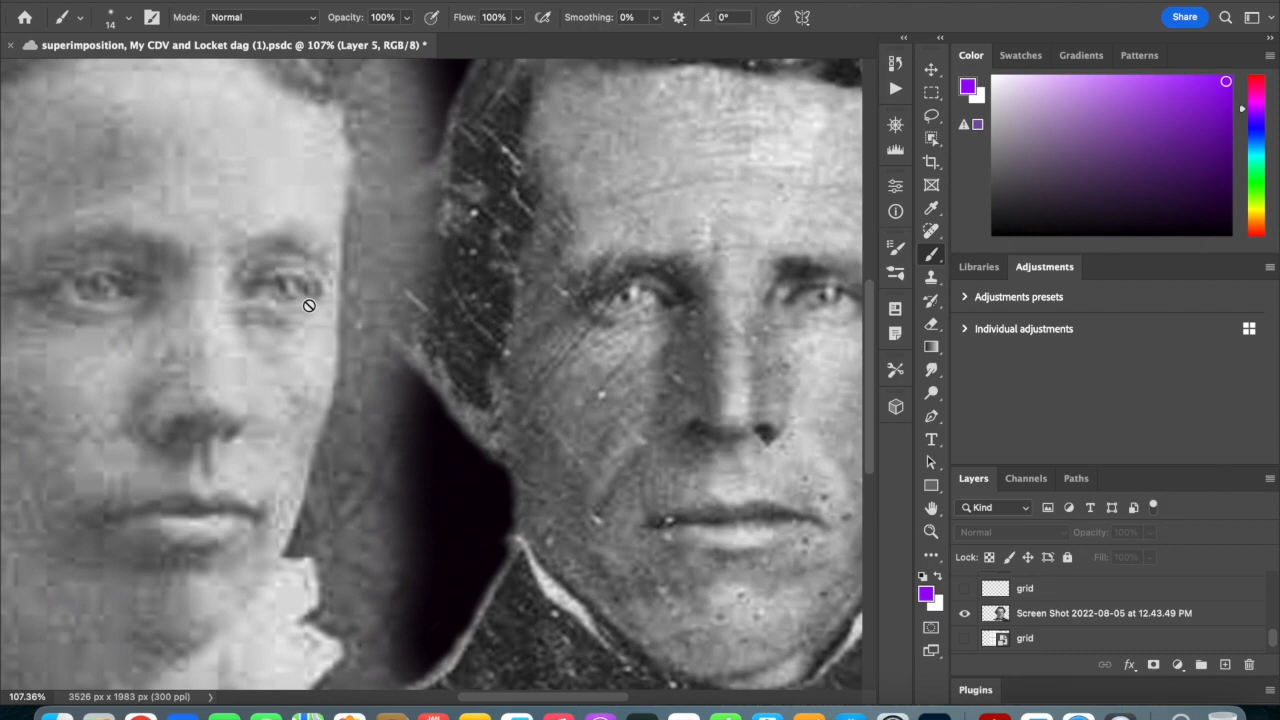 14
Mode:
Normal
Opacity:
100%
Flow:
100%
Smoothing:
0%
0°
Share
superimposition, My CDV and Locket dag (1).psdc @ 107% (Layer 5, RGB/8) *
Color
Swatches
Gradients
Patterns
Libraries
Adjustments
Adjustments presets
Individual adjustments
Layers
Channels
Paths
Kind
Normal
Opacity:
100%
Lock:
Fill:
100%
grid
Screen Shot 2022-08-05 at 12.43.49 PM
grid
Plugins
107.36%
3526 px x 1983 px (300 ppi)